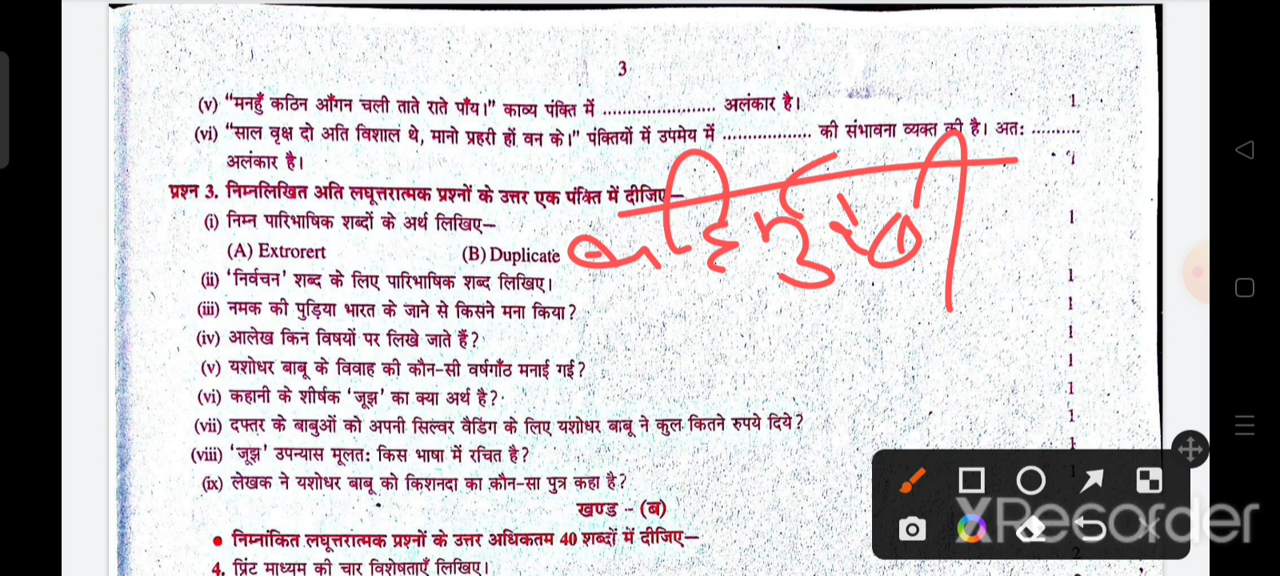 3
(v) “मनहुँ कठिन आँगन चली ताते राते पाँय।” काव्य पंक्ति में ...................... अलंकार है। 1
(vi) “साल वृक्ष दो अति विशाल थे, मानो प्रहरी हों वन के।” पंक्तियों में उपमेय में ................ की संभावना व्यक्त की है। अत: ..........
अलंकार है। 1
प्रश्न 3. निम्नलिखित अति लघूत्तरात्मक प्रश्नों के उत्तर एक पंक्ति में दीजिए–
(i) निम्न पारिभाषिक शब्दों के अर्थ लिखिए– 1
(A) Extrorert (B) Duplicate
(ii) ‘निर्वचन’ शब्द के लिए पारिभाषिक शब्द लिखिए। 1
(iii) नमक की पुड़िया भारत के जाने से किसने मना किया? 1
(iv) आलेख किन विषयों पर लिखे जाते हैं? 1
(v) यशोधर बाबू के विवाह की कौन-सी वर्षगाँठ मनाई गई? 1
(vi) कहानी के शीर्षक ‘जूझ’ का क्या अर्थ है? 1
(vii) दफ्तर के बाबुओं को अपनी सिल्वर वैडिंग के लिए यशोधर बाबू ने कुल कितने रुपये दिये? 1
(viii) ‘जूझ’ उपन्यास मूलत: किस भाषा में रचित है? 1
(ix) लेखक ने यशोधर बाबू को किशनदा का कौन-सा पुत्र कहा है? 1
खण्ड - (ब)
• निम्नांकित लघूत्तरात्मक प्रश्नों के उत्तर अधिकतम 40 शब्दों में दीजिए–
4. प्रिंट माध्यम की चार विशेषताएँ लिखिए। 2
XRecorder